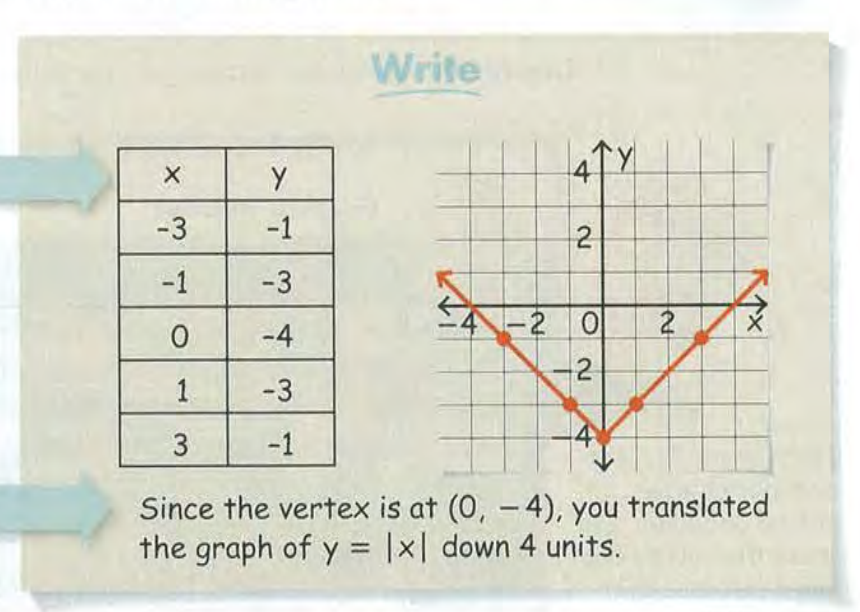 Write
x y
-3 -1
-1 -3
0 -4
1 -3
3 -1
4 y
2
-4 -2 0 2 x
-2
-4
Since the vertex is at (0, −4), you translated
the graph of y = |x| down 4 units.